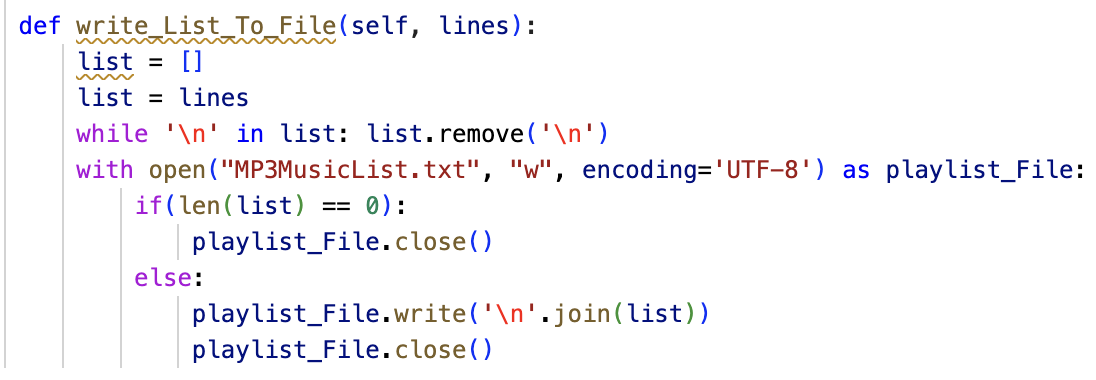 def write_List_To_File(self, lines):
    list = []
    list = lines
    while '\n' in list: list.remove('\n')
    with open("MP3MusicList.txt", "w", encoding='UTF-8') as playlist_File:
        if(len(list) == 0):
            playlist_File.close()
        else:
            playlist_File.write('\n'.join(list))
            playlist_File.close()